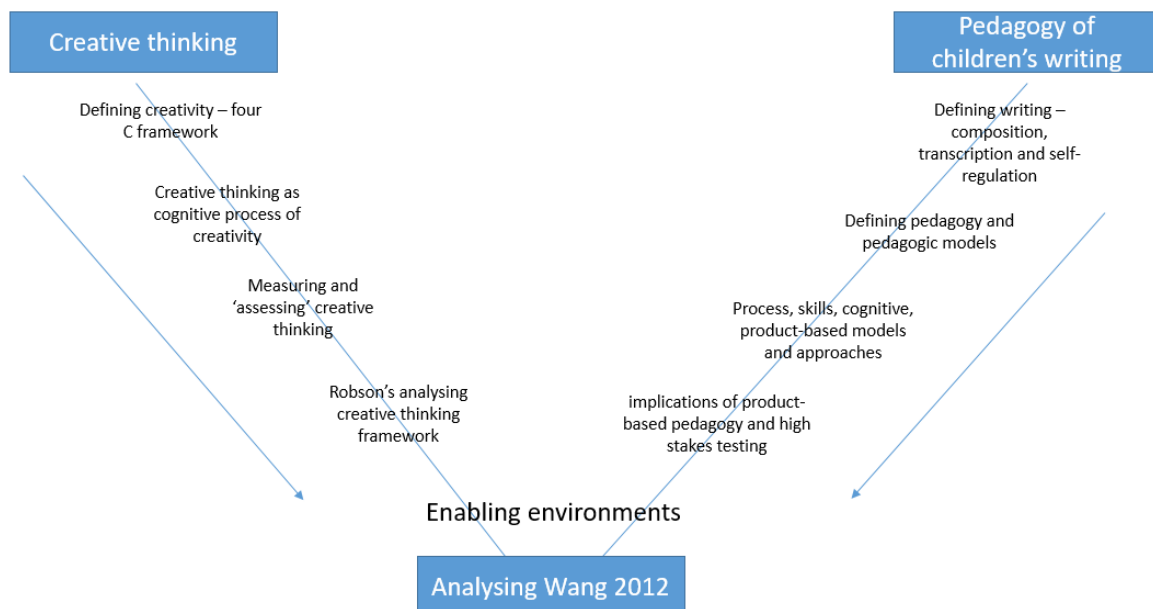 Creative thinking
Pedagogy of
children’s writing
Defining creativity – four
C framework
Creative thinking as
cognitive process of
creativity
Measuring and
‘assessing’ creative
thinking
Robson’s analysing
creative thinking
framework
Defining writing –
composition,
transcription and self-
regulation
Defining pedagogy and
pedagogic models
Process, skills, cognitive,
product-based models
and approaches
implications of product-
based pedagogy and high
stakes testing
Enabling environments
Analysing Wang 2012